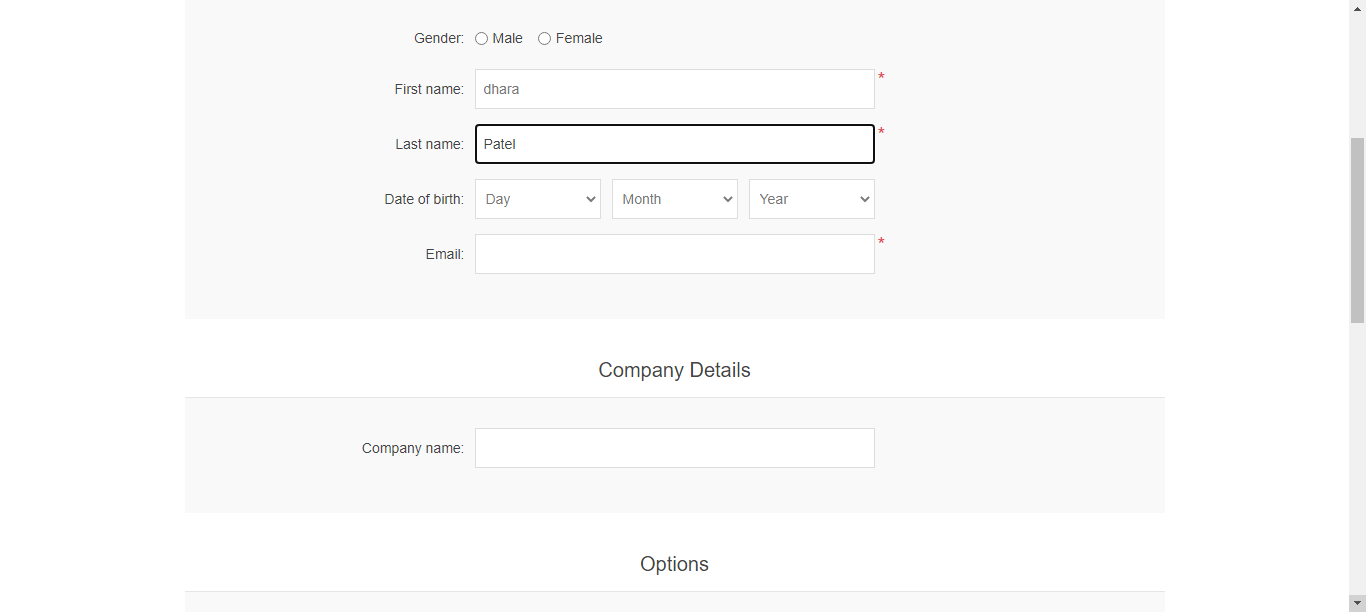 Gender: Male Female
First name: dhara *
Last name: Patel *
Date of birth: Day Month Year
Email: *
Company Details
Company name:
Options